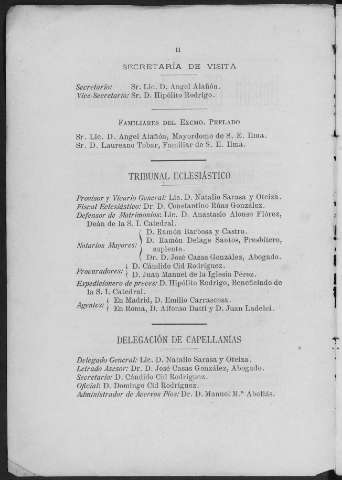 11
SECRETARÍA DE VISITA
Secretario: Sr. Lic. D. Angel Alañón.
Vice-Secretario: Sr. D. Hipólito Rodrigo.
FAMILIARES DEL EXCMO. PRELADO
Sr. Lic. D. Angel Alañón, Mayordomo de S. E. Ilma.
Sr. D. Laureano Tobar, Familiar de S. E. Ilma.
TRIBUNAL ECLESIÁSTICO
Provisor y Vicario General: Lic. D. Natalio Sarasa y Oteiza.
Fiscal Eclesiástico: Dr. D. Constantino Ráns González.
Defensor de Matrimonios: Lic. D. Anastasio Alonso Flórez,
Deán de la S. I. Catedral.
Notarios Mayores: D. Ramón Barbosa y Castro.
D. Ramón Delage Santos, Presbítero,
suplente.
Dr. D. José Casas González, Abogado.
Procuradores: D. Cándido Cid Rodríguez.
D. Juan Manuel de la Iglesia Pérez.
Expedicionero de preces: D. Hipólito Rodrigo, Beneficiado de
la S. I. Catedral.
Agentes: En Madrid, D. Emilio Carrascosa.
En Roma, D. Alfonso Datti y D. Juan Ladelci.
DELEGACIÓN DE CAPELLANÍAS
Delegado General: Lic. D. Natalio Sarasa y Oteiza.
Letrado Asesor: Dr. D. José Casas González, Abogado.
Secretario: D. Cándido Cid Rodríguez.
Oficial: D. Domingo Cid Rodríguez.
Administrador de Acervos Píos: Dr. D. Manuel M.ª Abollás.